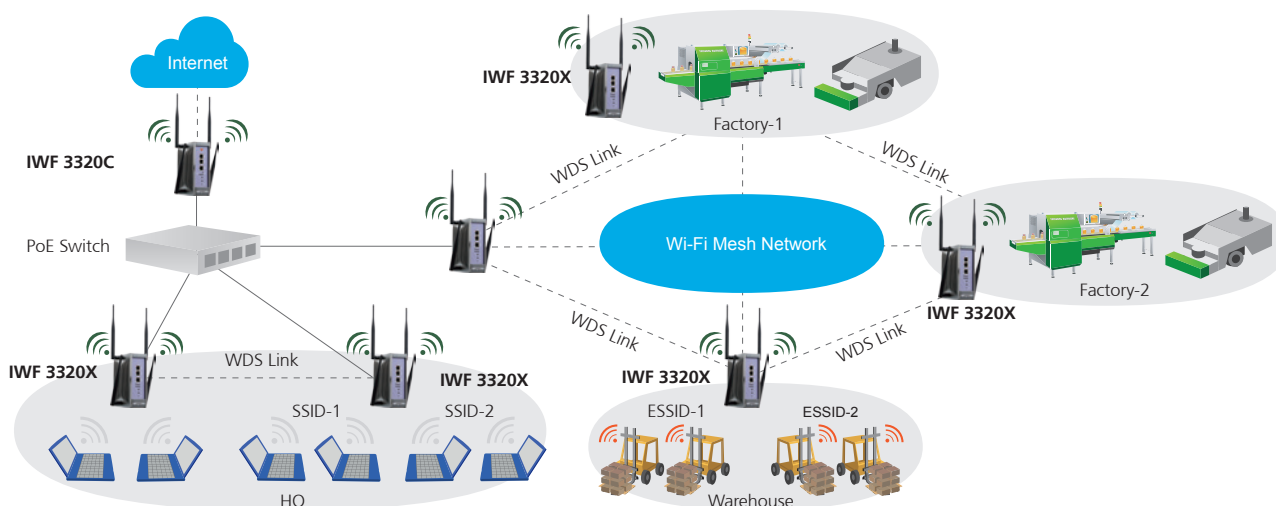 Internet
IWF 3320C
PoE Switch
IWF 3320X
WDS Link
IWF 3320X
SSID-1
SSID-2
HQ
IWF 3320X
Factory-1
WDS Link
WDS Link
Wi-Fi Mesh Network
Factory-2
IWF 3320X
WDS Link
WDS Link
IWF 3320X
ESSID-1
ESSID-2
Warehouse